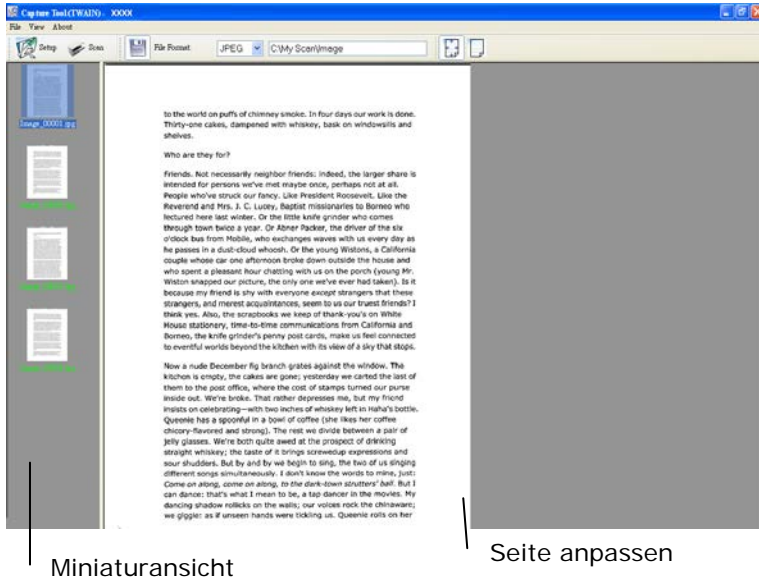 Capture Tool(TWAIN)- XXXX
File View About
Setup Scan File Format JPEG C:\My Scan\Image
Image_00001.jpg
to the world on puffs of chimney smoke. In four days our work is done.
Thirty-one cakes, dampened with whiskey, bask on windowsills and
shelves.
Who are they for?
Friends. Not necessarily neighbor friends: indeed, the larger share is
intended for persons we've met maybe once, perhaps not at all.
People who've struck our fancy. Like President Roosevelt. Like the
Reverend and Mrs. J. C. Lucey, Baptist missionaries to Borneo who
lectured here last winter. Or the little knife grinder who comes
through town twice a year. Or Abner Packer, the driver of the six
o'clock bus from Mobile, who exchanges waves with us every day as
he passes in a dust-cloud whoosh. Or the young Wistons, a California
couple whose car one afternoon broke down outside the house and
who spent a pleasant hour chatting with us on the porch (young Mr.
Wiston snapped our picture, the only one we've ever had taken). Is it
because my friend is shy with everyone except strangers that these
strangers, and merest acquaintances, seem to us our truest friends? I
think yes. Also, the scrapbooks we keep of thank-you's on White
House stationery, time-to-time communications from California and
Borneo, the knife grinder's penny post cards, make us feel connected
to eventful worlds beyond the kitchen with its view of a sky that stops.
Now a nude December fig branch grates against the window. The
kitchen is empty, the cakes are gone; yesterday we carted the last of
them to the post office, where the cost of stamps turned our purse
inside out. We're broke. That rather depresses me, but my friend
insists on celebrating—with two inches of whiskey left in Haha's bottle.
Queenie has a spoonful in a bowl of coffee (she likes her coffee
chicory-flavored and strong). The rest we divide between a pair of
jelly glasses. We're both quite awed at the prospect of drinking
straight whiskey; the taste of it brings screwedup expressions and
sour shudders. But by and by we begin to sing, the two of us singing
different songs simultaneously. I don't know the words to mine, just:
Come on along, come on along, to the dark-town strutters' ball. But I
can dance: that's what I mean to be, a tap dancer in the movies. My
dancing shadow rollicks on the walls; our voices rock the chinaware;
we giggle: as if unseen hands were tickling us. Queenie rolls on her
Seite anpassen
Miniaturansicht